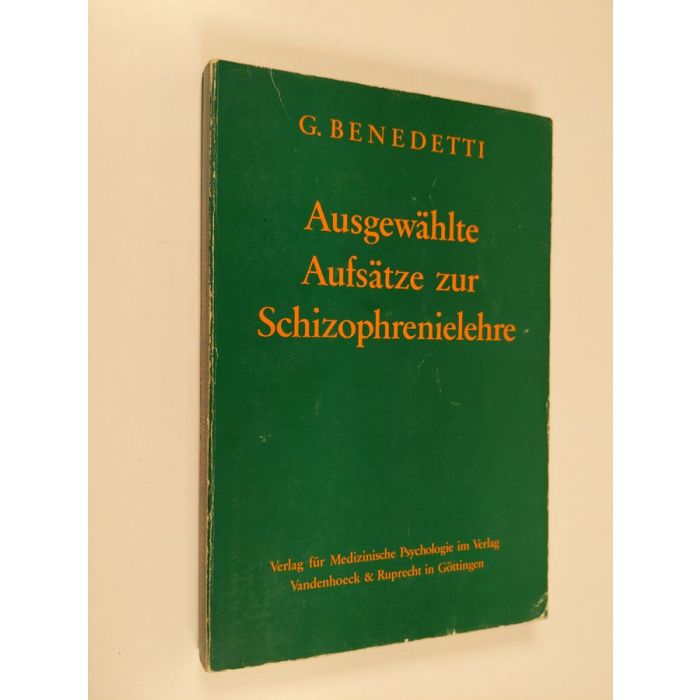 G. BENEDETTI
Ausgewählte
Aufsätze zur
Schizophrenielehre
Verlag für Medizinische Psychologie im Verlag
Vandenhoeck & Ruprecht in Göttingen